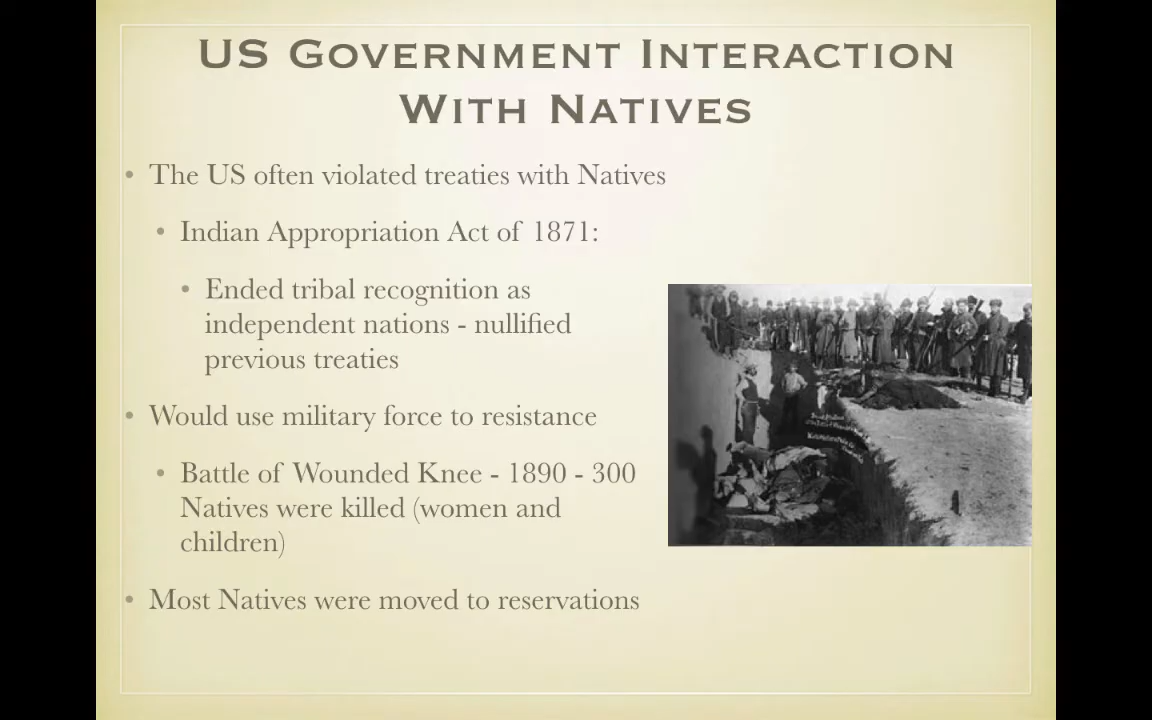 US GOVERNMENT INTERACTION
WITH NATIVES
• The US often violated treaties with Natives
• Indian Appropriation Act of 1871:
• Ended tribal recognition as
independent nations - nullified
previous treaties
• Would use military force to resistance
• Battle of Wounded Knee - 1890 - 300
Natives were killed (women and
children)
• Most Natives were moved to reservations